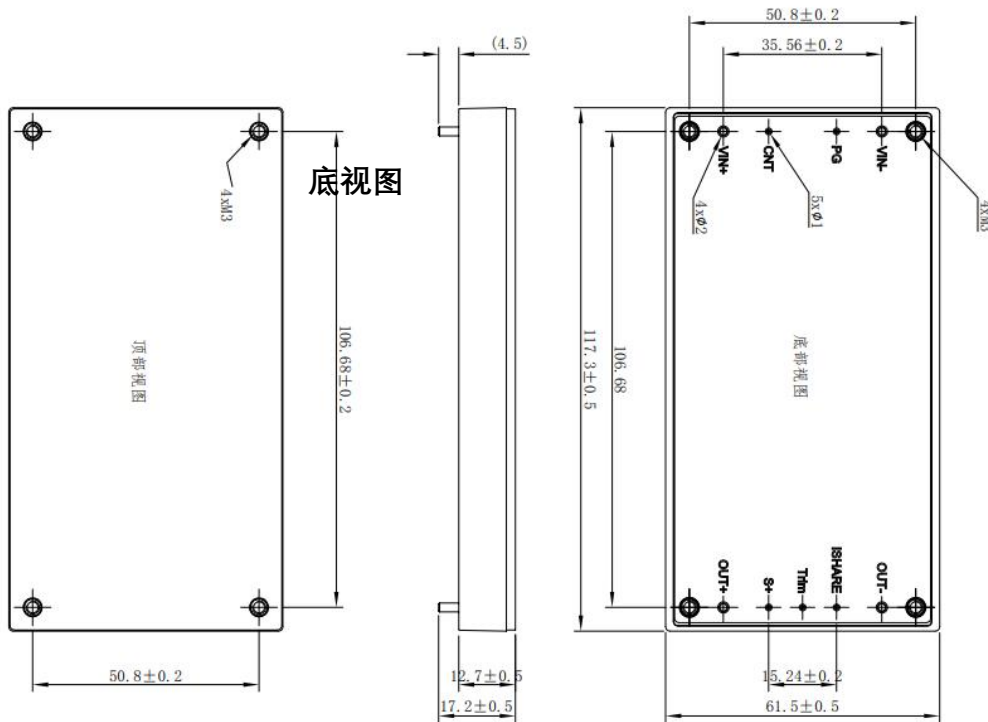 50.8±0.2
(4.5)
35.56±0.2
底视图
4xM3
VIN+
CNT
PG
VIN-
4xϕ2
5xϕ1
4xM3
顶部视图
106.68±0.2
117.3±0.5
106.68
底部视图
OUT+
S+
Trim
ISHARE
OUT-
50.8±0.2
12.7±0.5
15.24±0.2
17.2±0.5
61.5±0.5